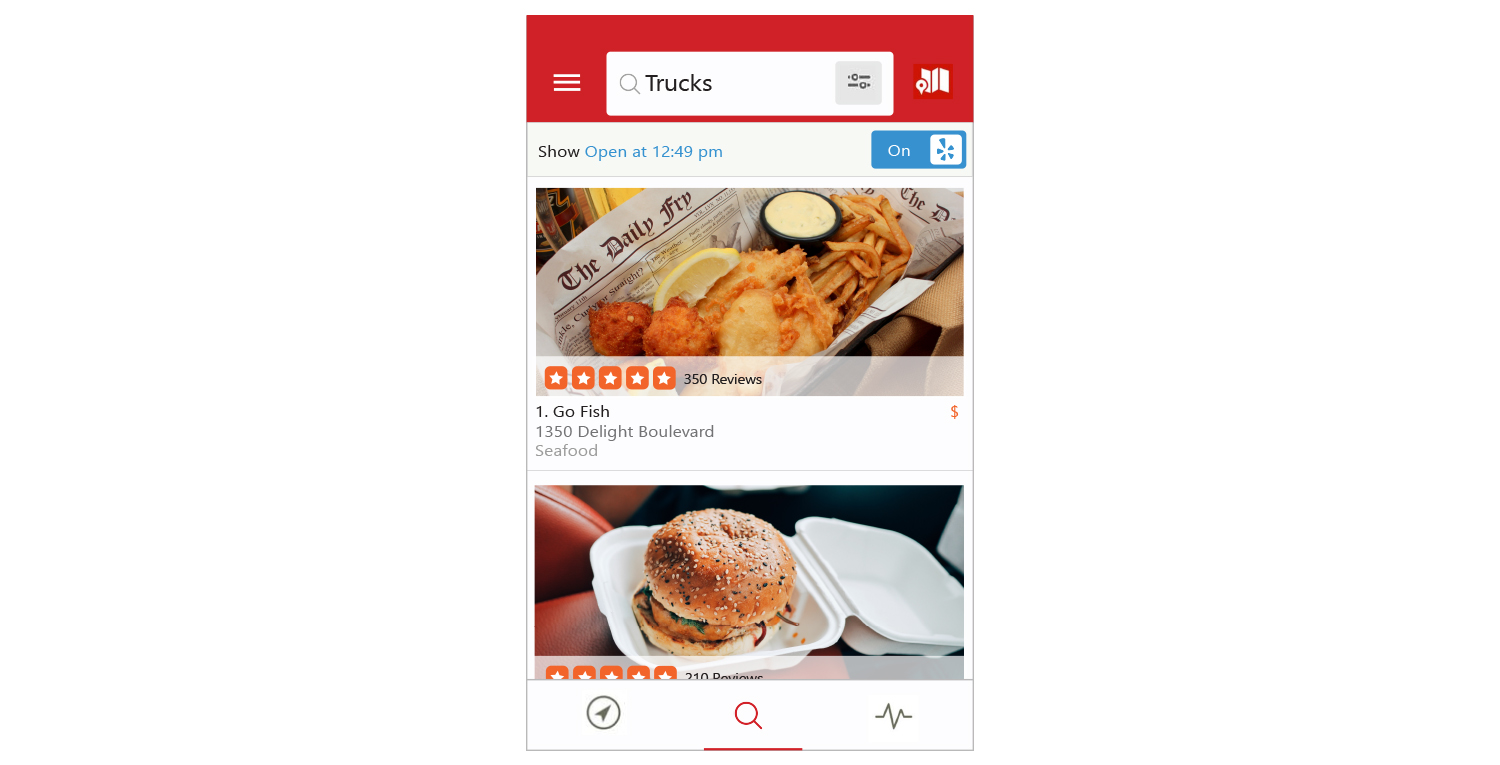 Trucks
Show Open at 12:49 pm
On
The Daily Fry
The D
350 Reviews
1. Go Fish
$
1350 Delight Boulevard
Seafood
210 Reviews